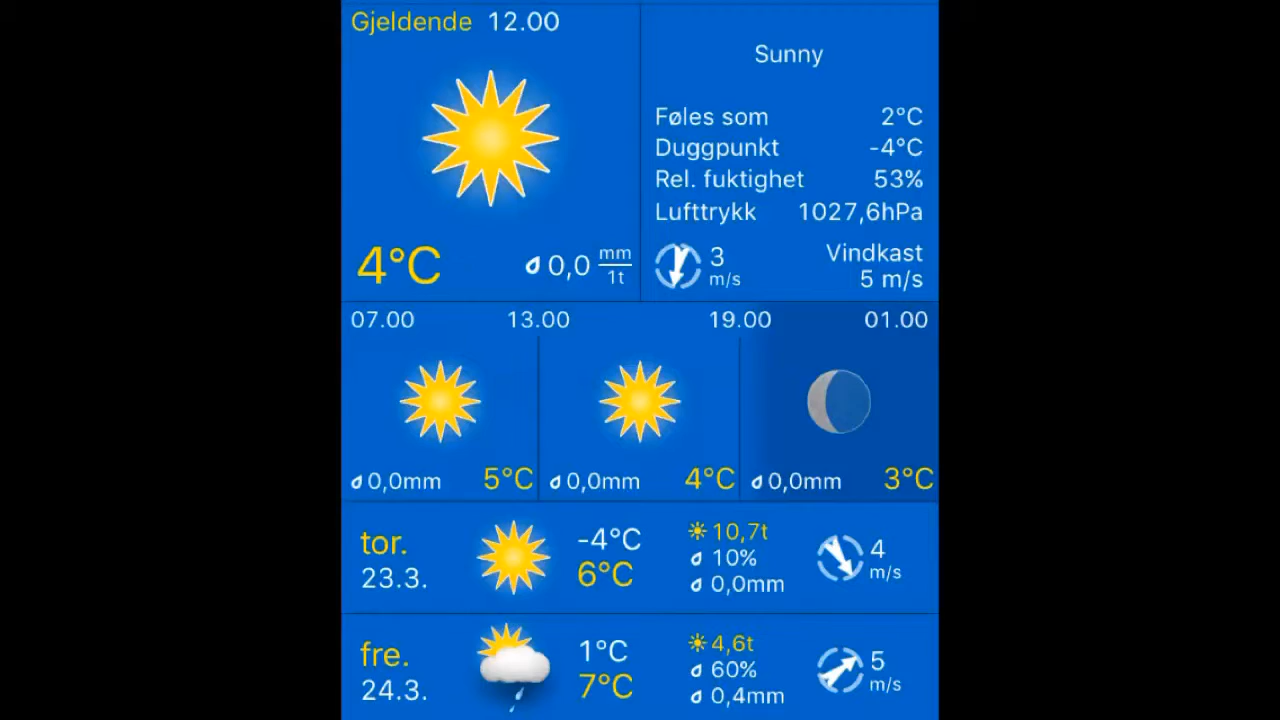 Gjeldende 12.00
4°C
0,0 mm
1t
Sunny
Føles som 2°C
Duggpunkt -4°C
Rel. fuktighet 53%
Lufttrykk 1027,6hPa
3 m/s
Vindkast
5 m/s
07.00 13.00 19.00 01.00
0,0mm 5°C 0,0mm 4°C 0,0mm 3°C
tor.
23.3.
-4°C
6°C
10,7t
10%
0,0mm
4
m/s
fre.
24.3.
1°C
7°C
4,6t
60%
0,4mm
5
m/s